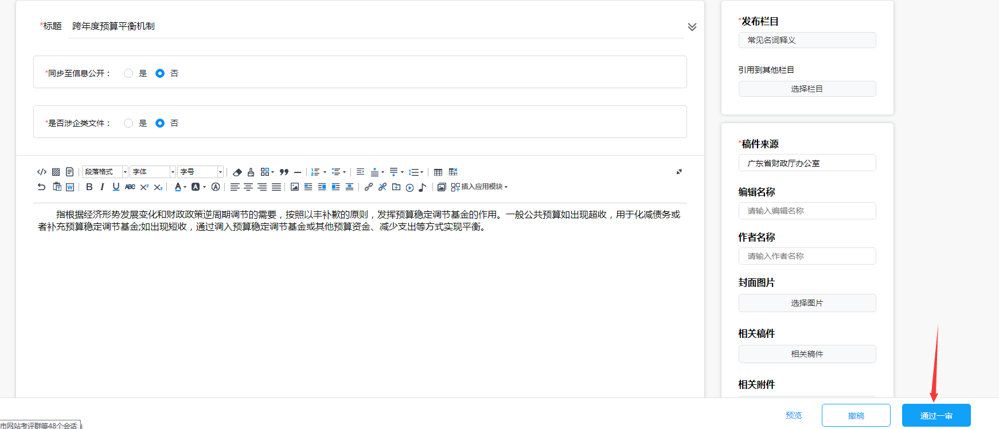 *标题 跨年度预算平衡机制
*同步至信息公开： 是 否
*是否涉企类文件： 是 否
段落格式 字体 字号
插入应用模块
指根据经济形势发展变化和财政政策逆周期调节的需要，按照以丰补歉的原则，发挥预算稳定调节基金的作用。一般公共预算如出现超收，用于化减债务或
者补充预算稳定调节基金;如出现短收，通过调入预算稳定调节基金或其他预算资金、减少支出等方式实现平衡。
*发布栏目
常见名词释义
引用到其他栏目
选择栏目
*稿件来源
广东省财政厅办公室
编辑名称
请输入编辑名称
作者名称
请输入作者名称
封面图片
选择图片
相关稿件
相关稿件
相关附件
预览 撤稿 通过一审
市网站考评群等48个会话